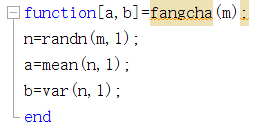 function[a,b]=fangcha(m);
n=randn(m,1);
a=mean(n,1);
b=var(n,1);
end